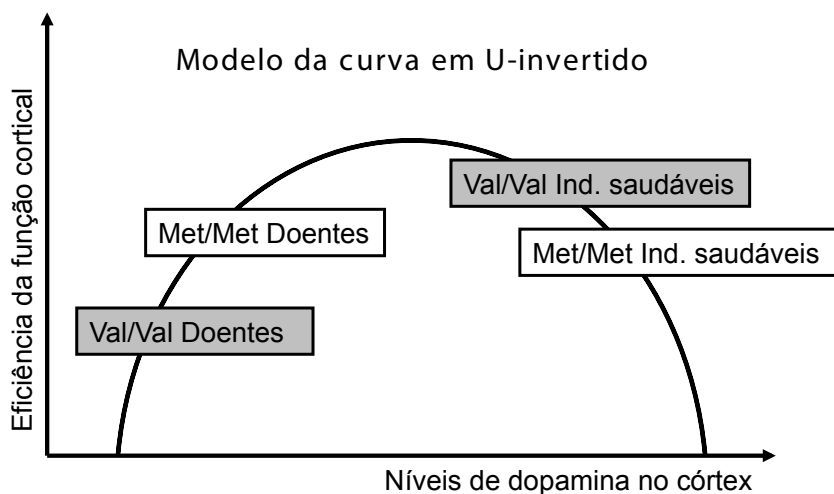 Modelo da curva em U-invertido
Eficiência da função cortical
Val/Val Ind. saudáveis
Met/Met Doentes
Met/Met Ind. saudáveis
Val/Val Doentes
Níveis de dopamina no córtex